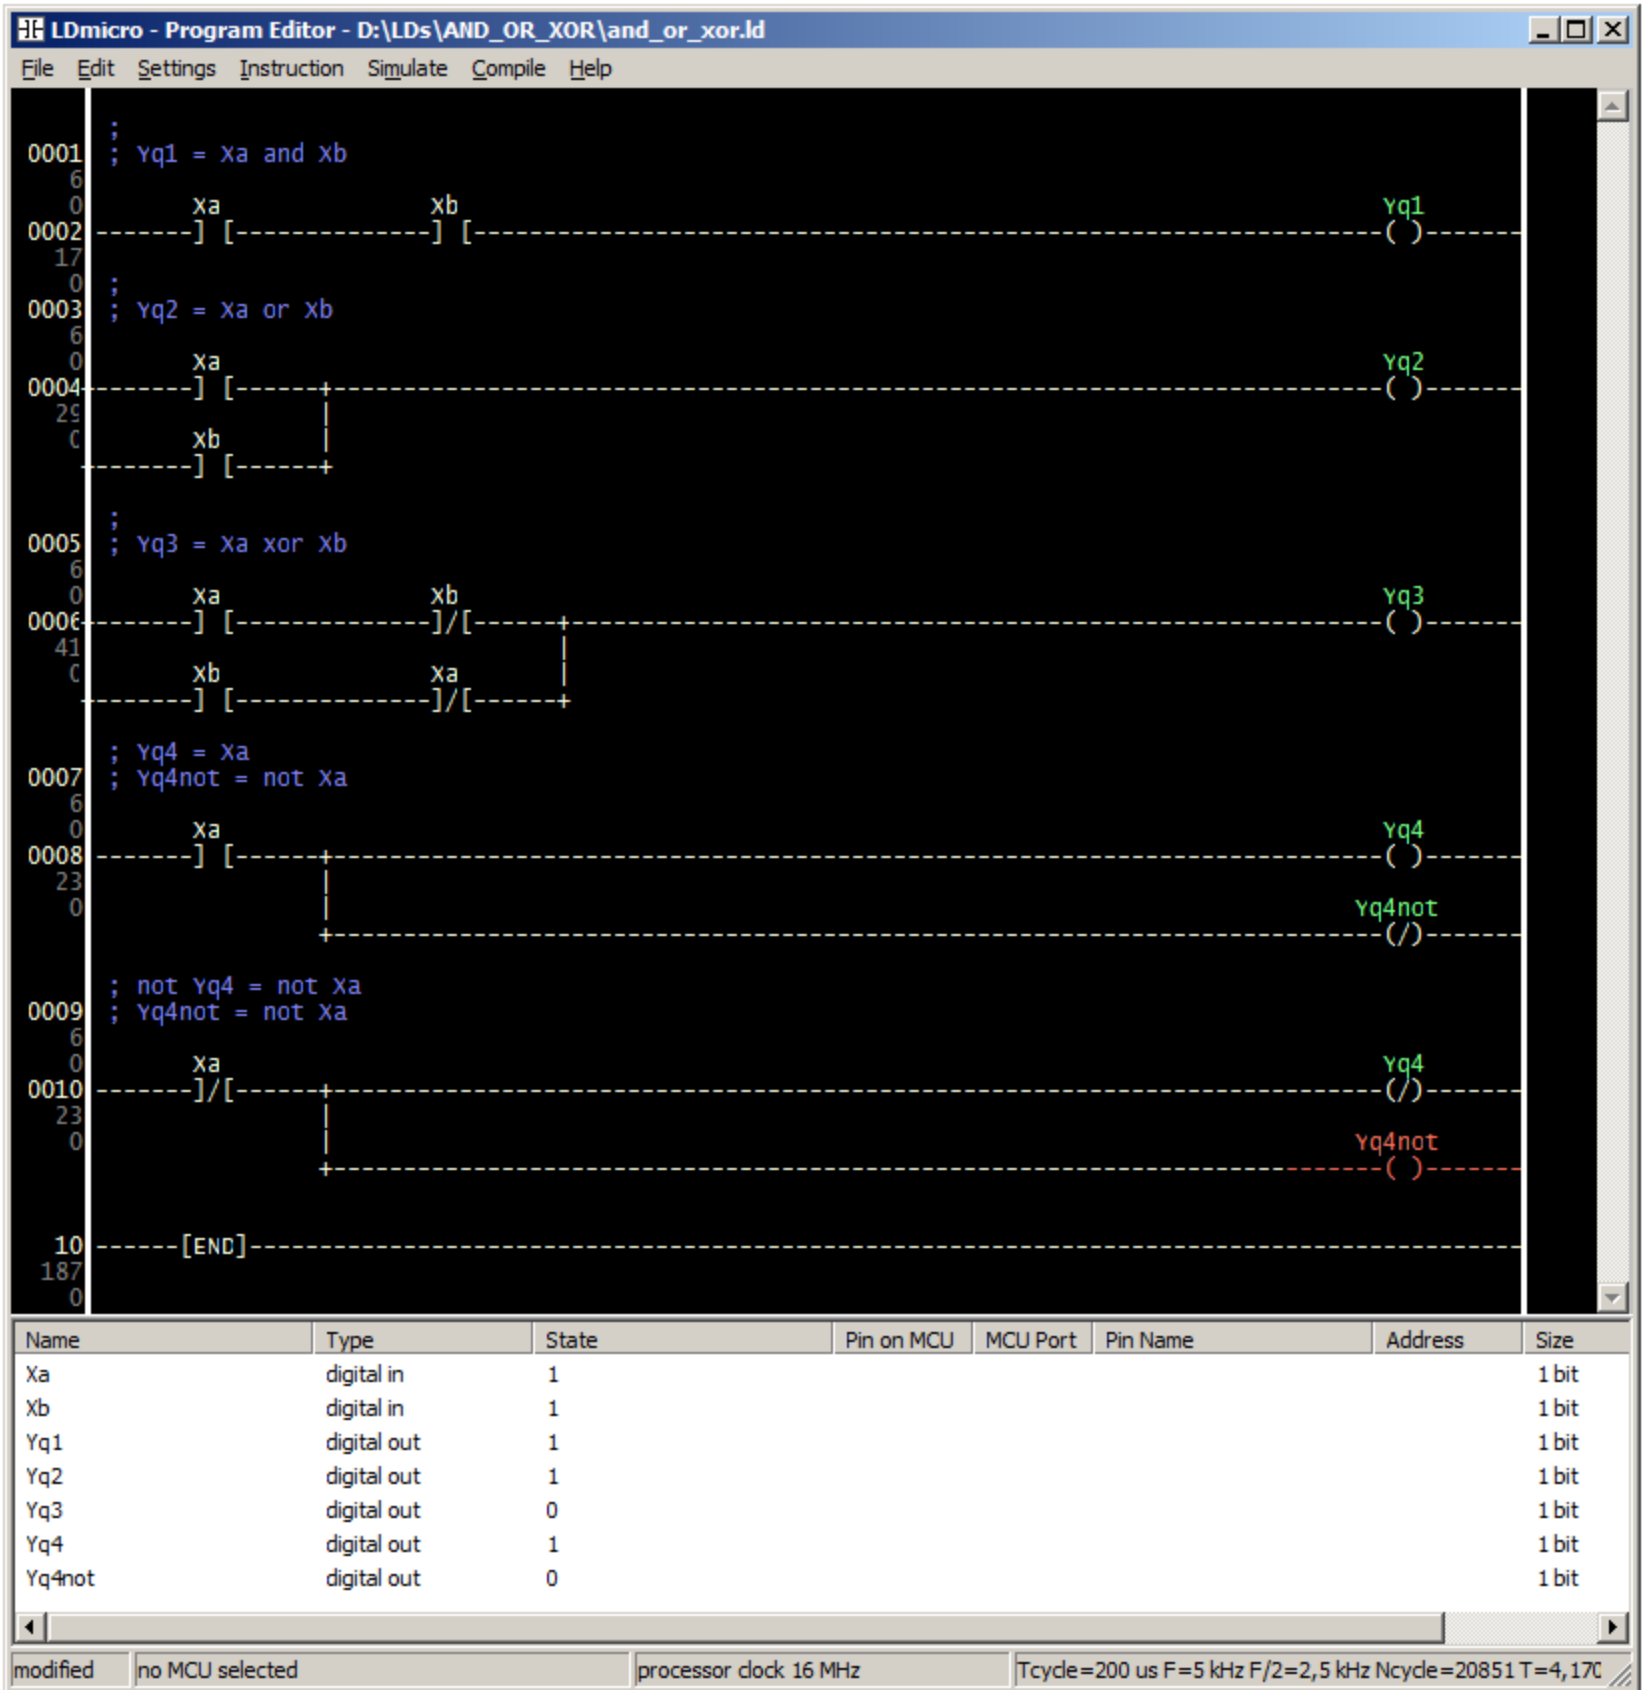 LDmicro - Program Editor - D:\LDs\AND_OR_XOR\and_or_xor.ld
File Edit Settings Instruction Simulate Compile Help
;
0001 ; Yq1 = Xa and Xb
6
0 Xa Xb Yq1
0002 -------] [--------------] [------( )-------
17
0 ;
0003 ; Yq2 = Xa or Xb
6
0 Xa Yq2
0004 -------] [------+------( )-------
29 |
0 Xb |
-------] [------+
;
0005 ; Yq3 = Xa xor Xb
6
0 Xa Xb Yq3
0006 -------] [--------------]/[------+------( )-------
41 |
0 Xb Xa |
-------] [--------------]/[------+
; Yq4 = Xa
0007 ; Yq4not = not Xa
6
0 Xa Yq4
0008 -------] [------+------( )-------
23 |
0 | Yq4not
+------(/)-------
; not Yq4 = not Xa
0009 ; Yq4not = not Xa
6
0 Xa Yq4
0010 -------]/[------+------(/)-------
23 |
0 | Yq4not
+------( )-------
10 ------[END]------
187
0
Name Type State Pin on MCU MCU Port Pin Name Address Size
Xa digital in 1 1 bit
Xb digital in 1 1 bit
Yq1 digital out 1 1 bit
Yq2 digital out 1 1 bit
Yq3 digital out 0 1 bit
Yq4 digital out 1 1 bit
Yq4not digital out 0 1 bit
modified no MCU selected processor clock 16 MHz Tcycle=200 us F=5 kHz F/2=2,5 kHz Ncycle=20851 T=4,170